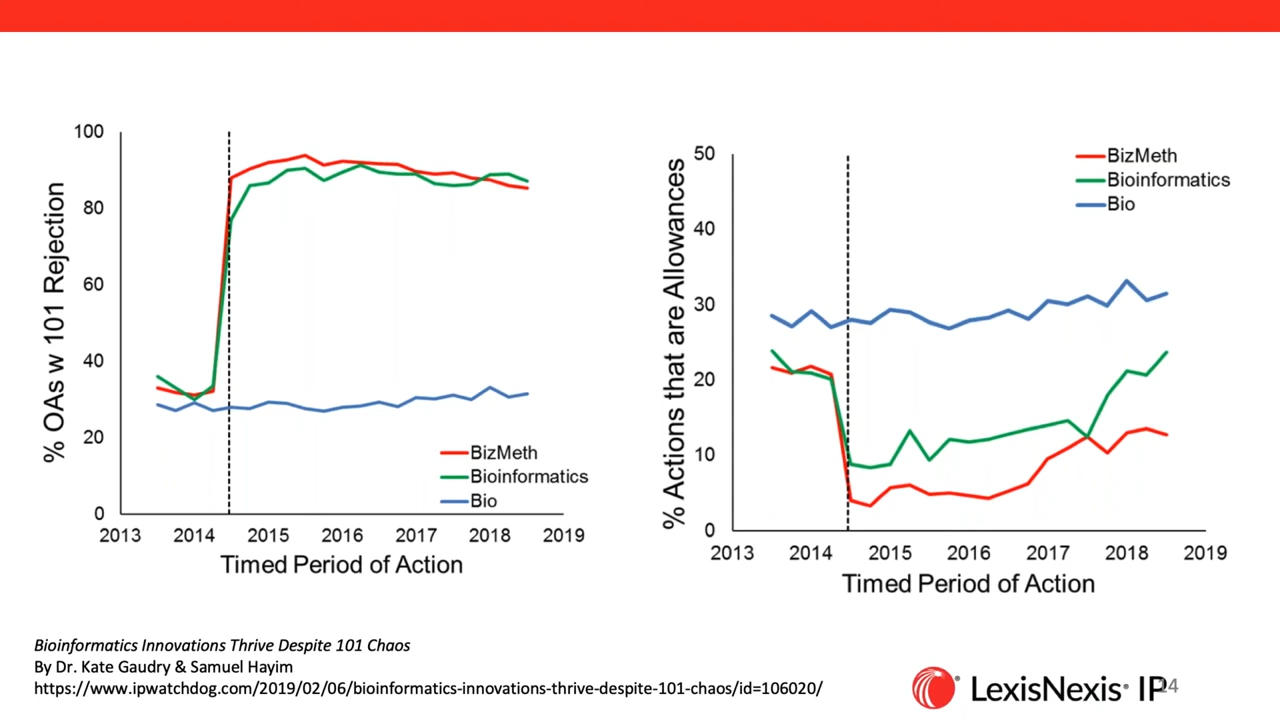 100
80
60
40
20
0
% OAs w 101 Rejection
BizMeth
Bioinformatics
Bio
2013 2014 2015 2016 2017 2018 2019
Timed Period of Action
50
40
30
20
10
0
% Actions that are Allowances
BizMeth
Bioinformatics
Bio
2013 2014 2015 2016 2017 2018 2019
Timed Period of Action
Bioinformatics Innovations Thrive Despite 101 Chaos
By Dr. Kate Gaudry & Samuel Hayim
https://www.ipwatchdog.com/2019/02/06/bioinformatics-innovations-thrive-despite-101-chaos/id=106020/
LexisNexis® IP
14